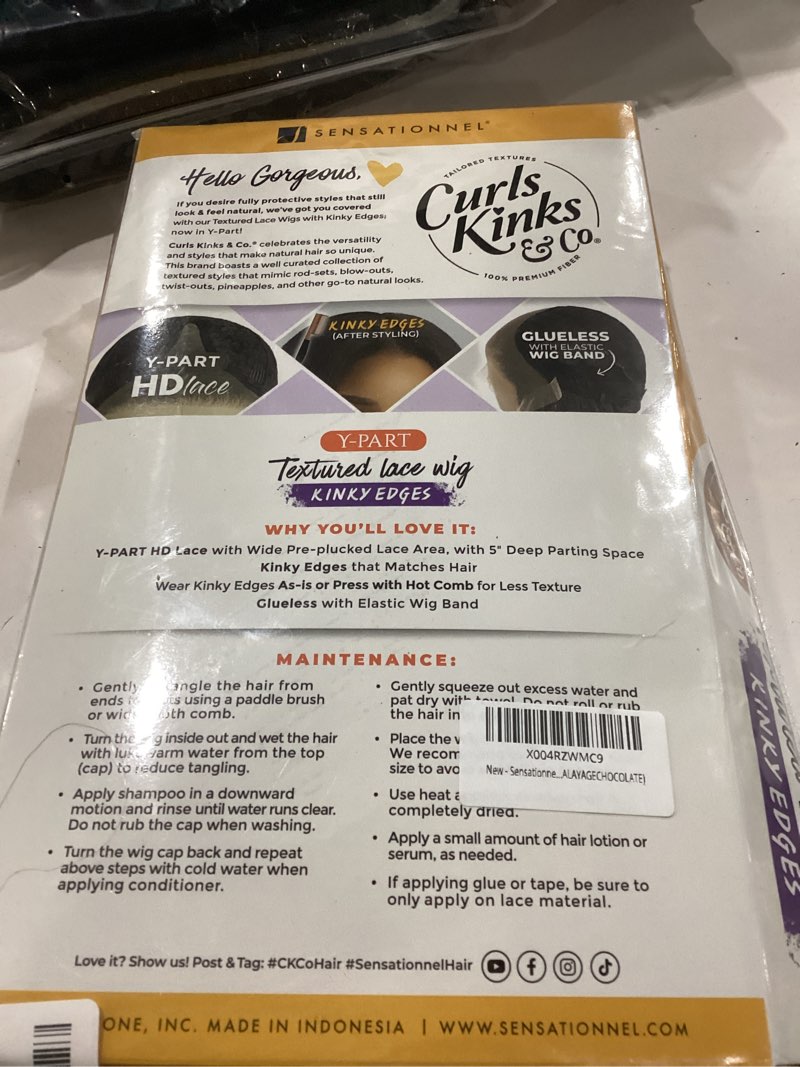 SENSATIONNEL®
Hello Gorgeous,
If you desire fully protective styles that still
look & feel natural, we've got you covered
with our Textured Lace Wigs with Kinky Edges,
now in Y-Part!
Curls Kinks & Co.® celebrates the versatility
and styles that make natural hair so unique.
This brand boasts a well curated collection of
textured styles that mimic rod-sets, blow-outs,
twist-outs, pineapples, and other go-to natural looks.
TAILORED TEXTURES
Curls
Kinks
& Co®
100% PREMIUM FIBER
Y-PART
HD lace
KINKY EDGES
(AFTER STYLING)
GLUELESS
WITH ELASTIC
WIG BAND
Y-PART
Textured lace wig
KINKY EDGES
WHY YOU'LL LOVE IT:
Y-PART HD Lace with Wide Pre-plucked Lace Area, with 5" Deep Parting Space
Kinky Edges that Matches Hair
Wear Kinky Edges As-is or Press with Hot Comb for Less Texture
Glueless with Elastic Wig Band
MAINTENANCE:
• Gently angle the hair from
ends using a paddle brush
or comb.
• Turn the inside out and wet the hair
with lukewarm water from the top
(cap) to reduce tangling.
• Apply shampoo in a downward
motion and rinse until water runs clear.
Do not rub the cap when washing.
• Turn the wig cap back and repeat
above steps with cold water when
applying conditioner.
• Gently squeeze out excess water and
pat dry with towel. Do not roll or rub
the hair in
• Place the
We recom
size to avo
• Use heat
completely dried.
• Apply a small amount of hair lotion or
serum, as needed.
• If applying glue or tape, be sure to
only apply on lace material.
X004RZWMC9
New - Sensationne...ALAYAGECHOCOLATE)
Love it? Show us! Post & Tag: #CKCoHair #SensationnelHair
ONE, INC. MADE IN INDONESIA | WWW.SENSATIONNEL.COM
KINKY EDGES